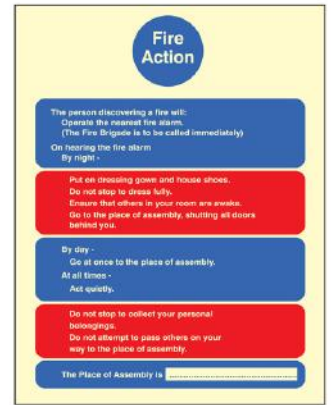 Fire
Action
The person discovering a fire will:
Operate the nearest fire alarm.
(The Fire Brigade is to be called immediately)
On hearing the fire alarm
By night -
Put on dressing gown and house shoes.
Do not stop to dress fully.
Ensure that others in your room are awake.
Go to the place of assembly, shutting all doors
behind you.
By day -
Go at once to the place of assembly.
At all times -
Act quietly.
Do not stop to collect your personal
belongings.
Do not attempt to pass others on your
way to the place of assembly.
The Place of Assembly is